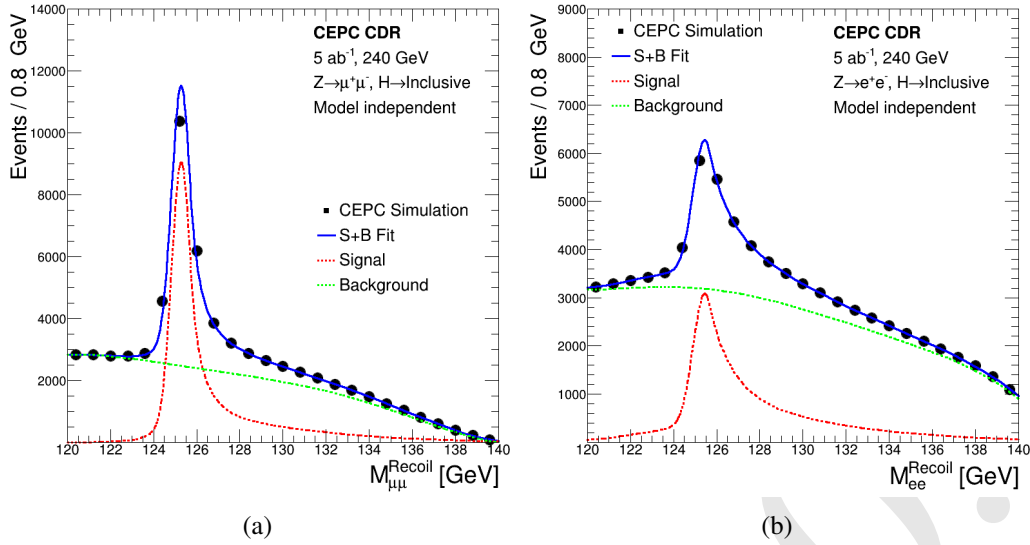 Events / 0.8 GeV
14000
12000
10000
8000
6000
4000
2000
CEPC CDR
5 ab⁻¹, 240 GeV
Z→μ⁺μ⁻, H→Inclusive
Model independent
CEPC Simulation
S+B Fit
Signal
Background
120 122 124 126 128 130 132 134 136 138 140
M^Recoil_μμ [GeV]
(a)
Events / 0.8 GeV
9000
8000
7000
6000
5000
4000
3000
2000
1000
0
CEPC Simulation
S+B Fit
Signal
Background
CEPC CDR
5 ab⁻¹, 240 GeV
Z→e⁺e⁻, H→Inclusive
Model independent
120 122 124 126 128 130 132 134 136 138 140
M^Recoil_ee [GeV]
(b)